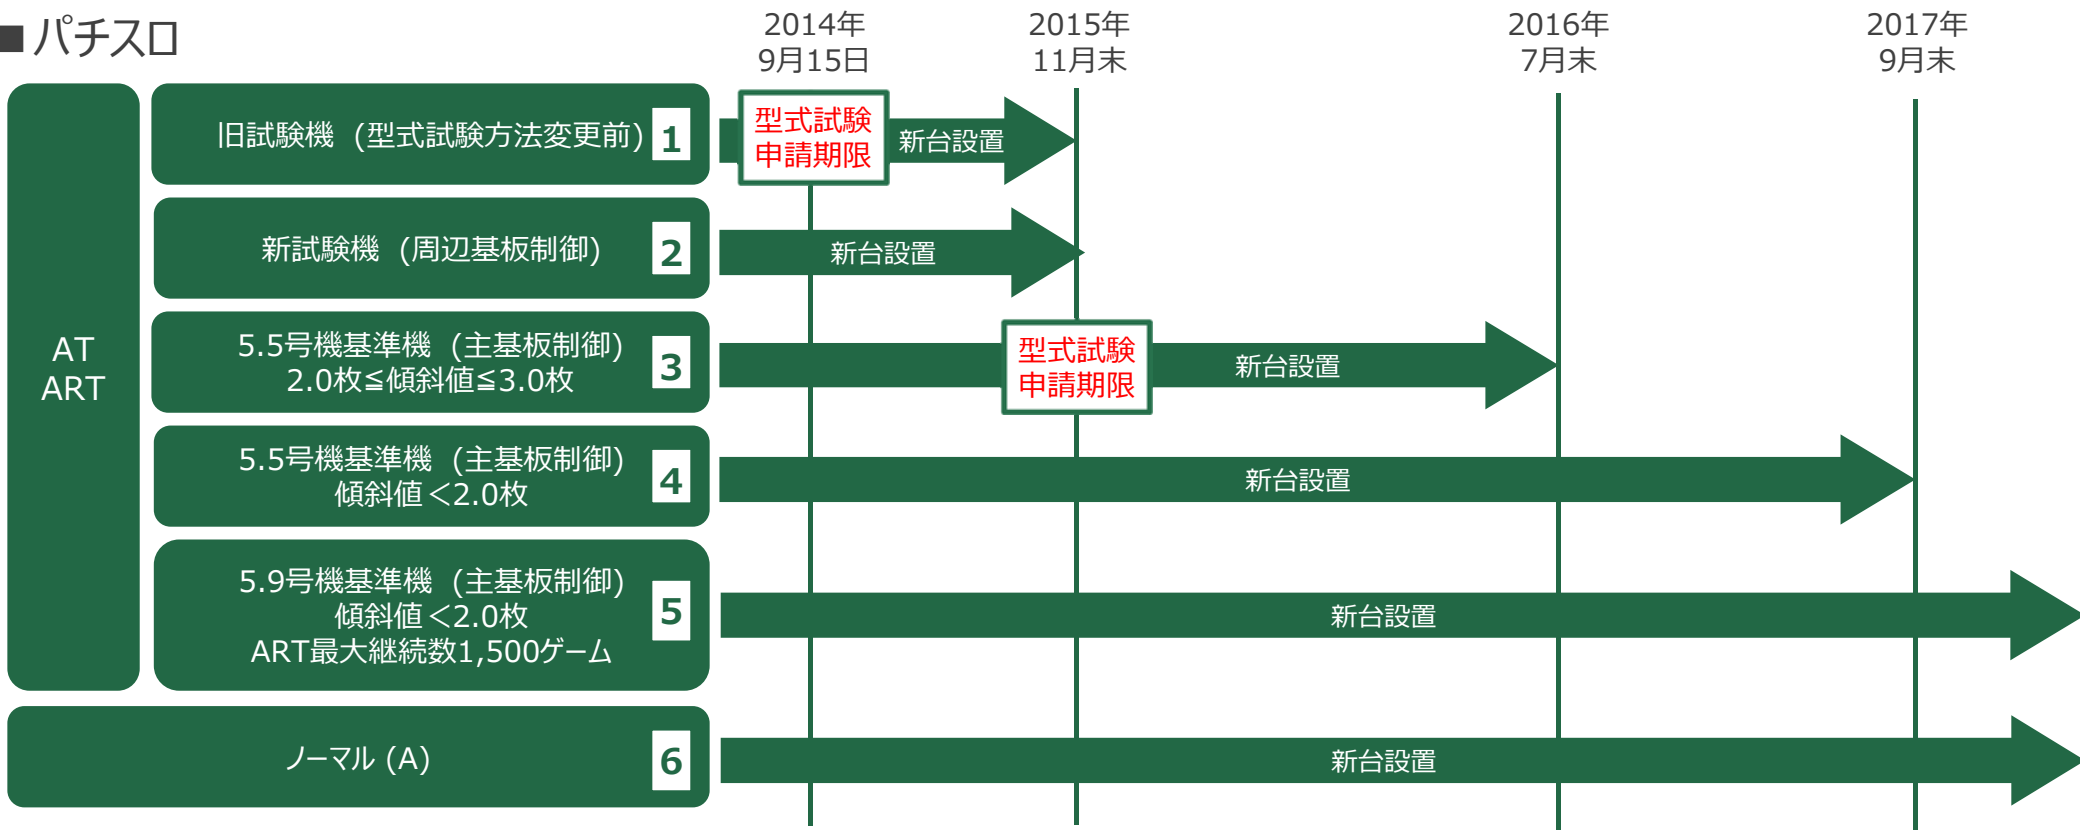 ■パチスロ
2014年
9月15日
2015年
11月末
2016年
7月末
2017年
9月末
AT
ART
旧試験機 (型式試験方法変更前)
1
型式試験
申請期限
新台設置
新試験機 (周辺基板制御)
2
新台設置
5.5号機基準機 (主基板制御)
2.0枚≦傾斜値≦3.0枚
3
型式試験
申請期限
新台設置
5.5号機基準機 (主基板制御)
傾斜値<2.0枚
4
新台設置
5.9号機基準機 (主基板制御)
傾斜値<2.0枚
ART最大継続数1,500ゲーム
5
新台設置
ノーマル (A)
6
新台設置